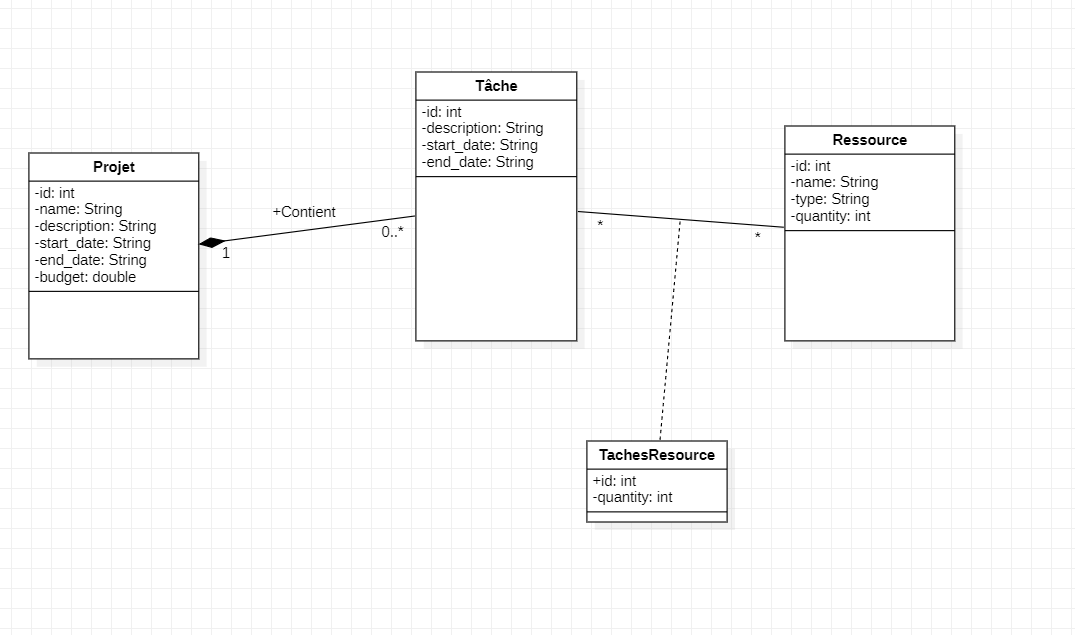 Projet
-id: int
-name: String
-description: String
-start_date: String
-end_date: String
-budget: double
+Contient
1
0..*
Tâche
-id: int
-description: String
-start_date: String
-end_date: String
*
*
Ressource
-id: int
-name: String
-type: String
-quantity: int
TachesResource
+id: int
-quantity: int